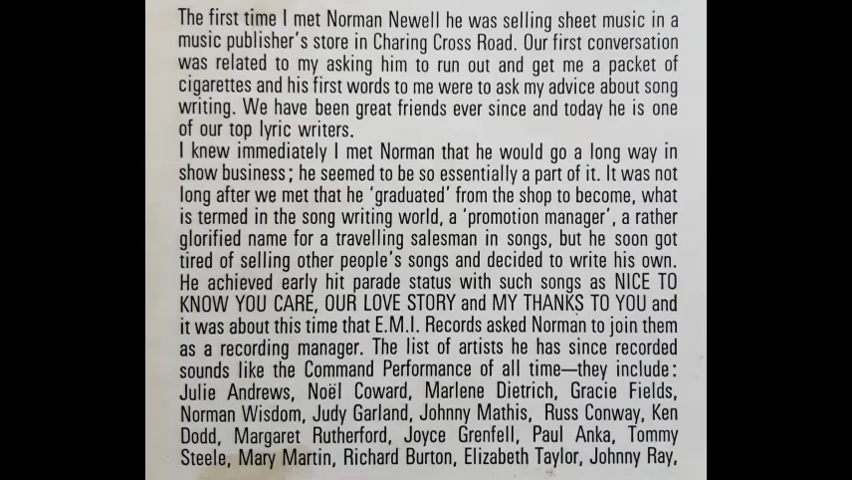 The first time I met Norman Newell he was selling sheet music in a
music publisher's store in Charing Cross Road. Our first conversation
was related to my asking him to run out and get me a packet of
cigarettes and his first words to me were to ask my advice about song
writing. We have been great friends ever since and today he is one
of our top lyric writers.
I knew immediately I met Norman that he would go a long way in
show business; he seemed to be so essentially a part of it. It was not
long after we met that he 'graduated' from the shop to become, what
is termed in the song writing world, a 'promotion manager', a rather
glorified name for a travelling salesman in songs, but he soon got
tired of selling other people's songs and decided to write his own.
He achieved early hit parade status with such songs as NICE TO
KNOW YOU CARE, OUR LOVE STORY and MY THANKS TO YOU and
it was about this time that E.M.I. Records asked Norman to join them
as a recording manager. The list of artists he has since recorded
sounds like the Command Performance of all time—they include:
Julie Andrews, Noël Coward, Marlene Dietrich, Gracie Fields,
Norman Wisdom, Judy Garland, Johnny Mathis, Russ Conway, Ken
Dodd, Margaret Rutherford, Joyce Grenfell, Paul Anka, Tommy
Steele, Mary Martin, Richard Burton, Elizabeth Taylor, Johnny Ray,